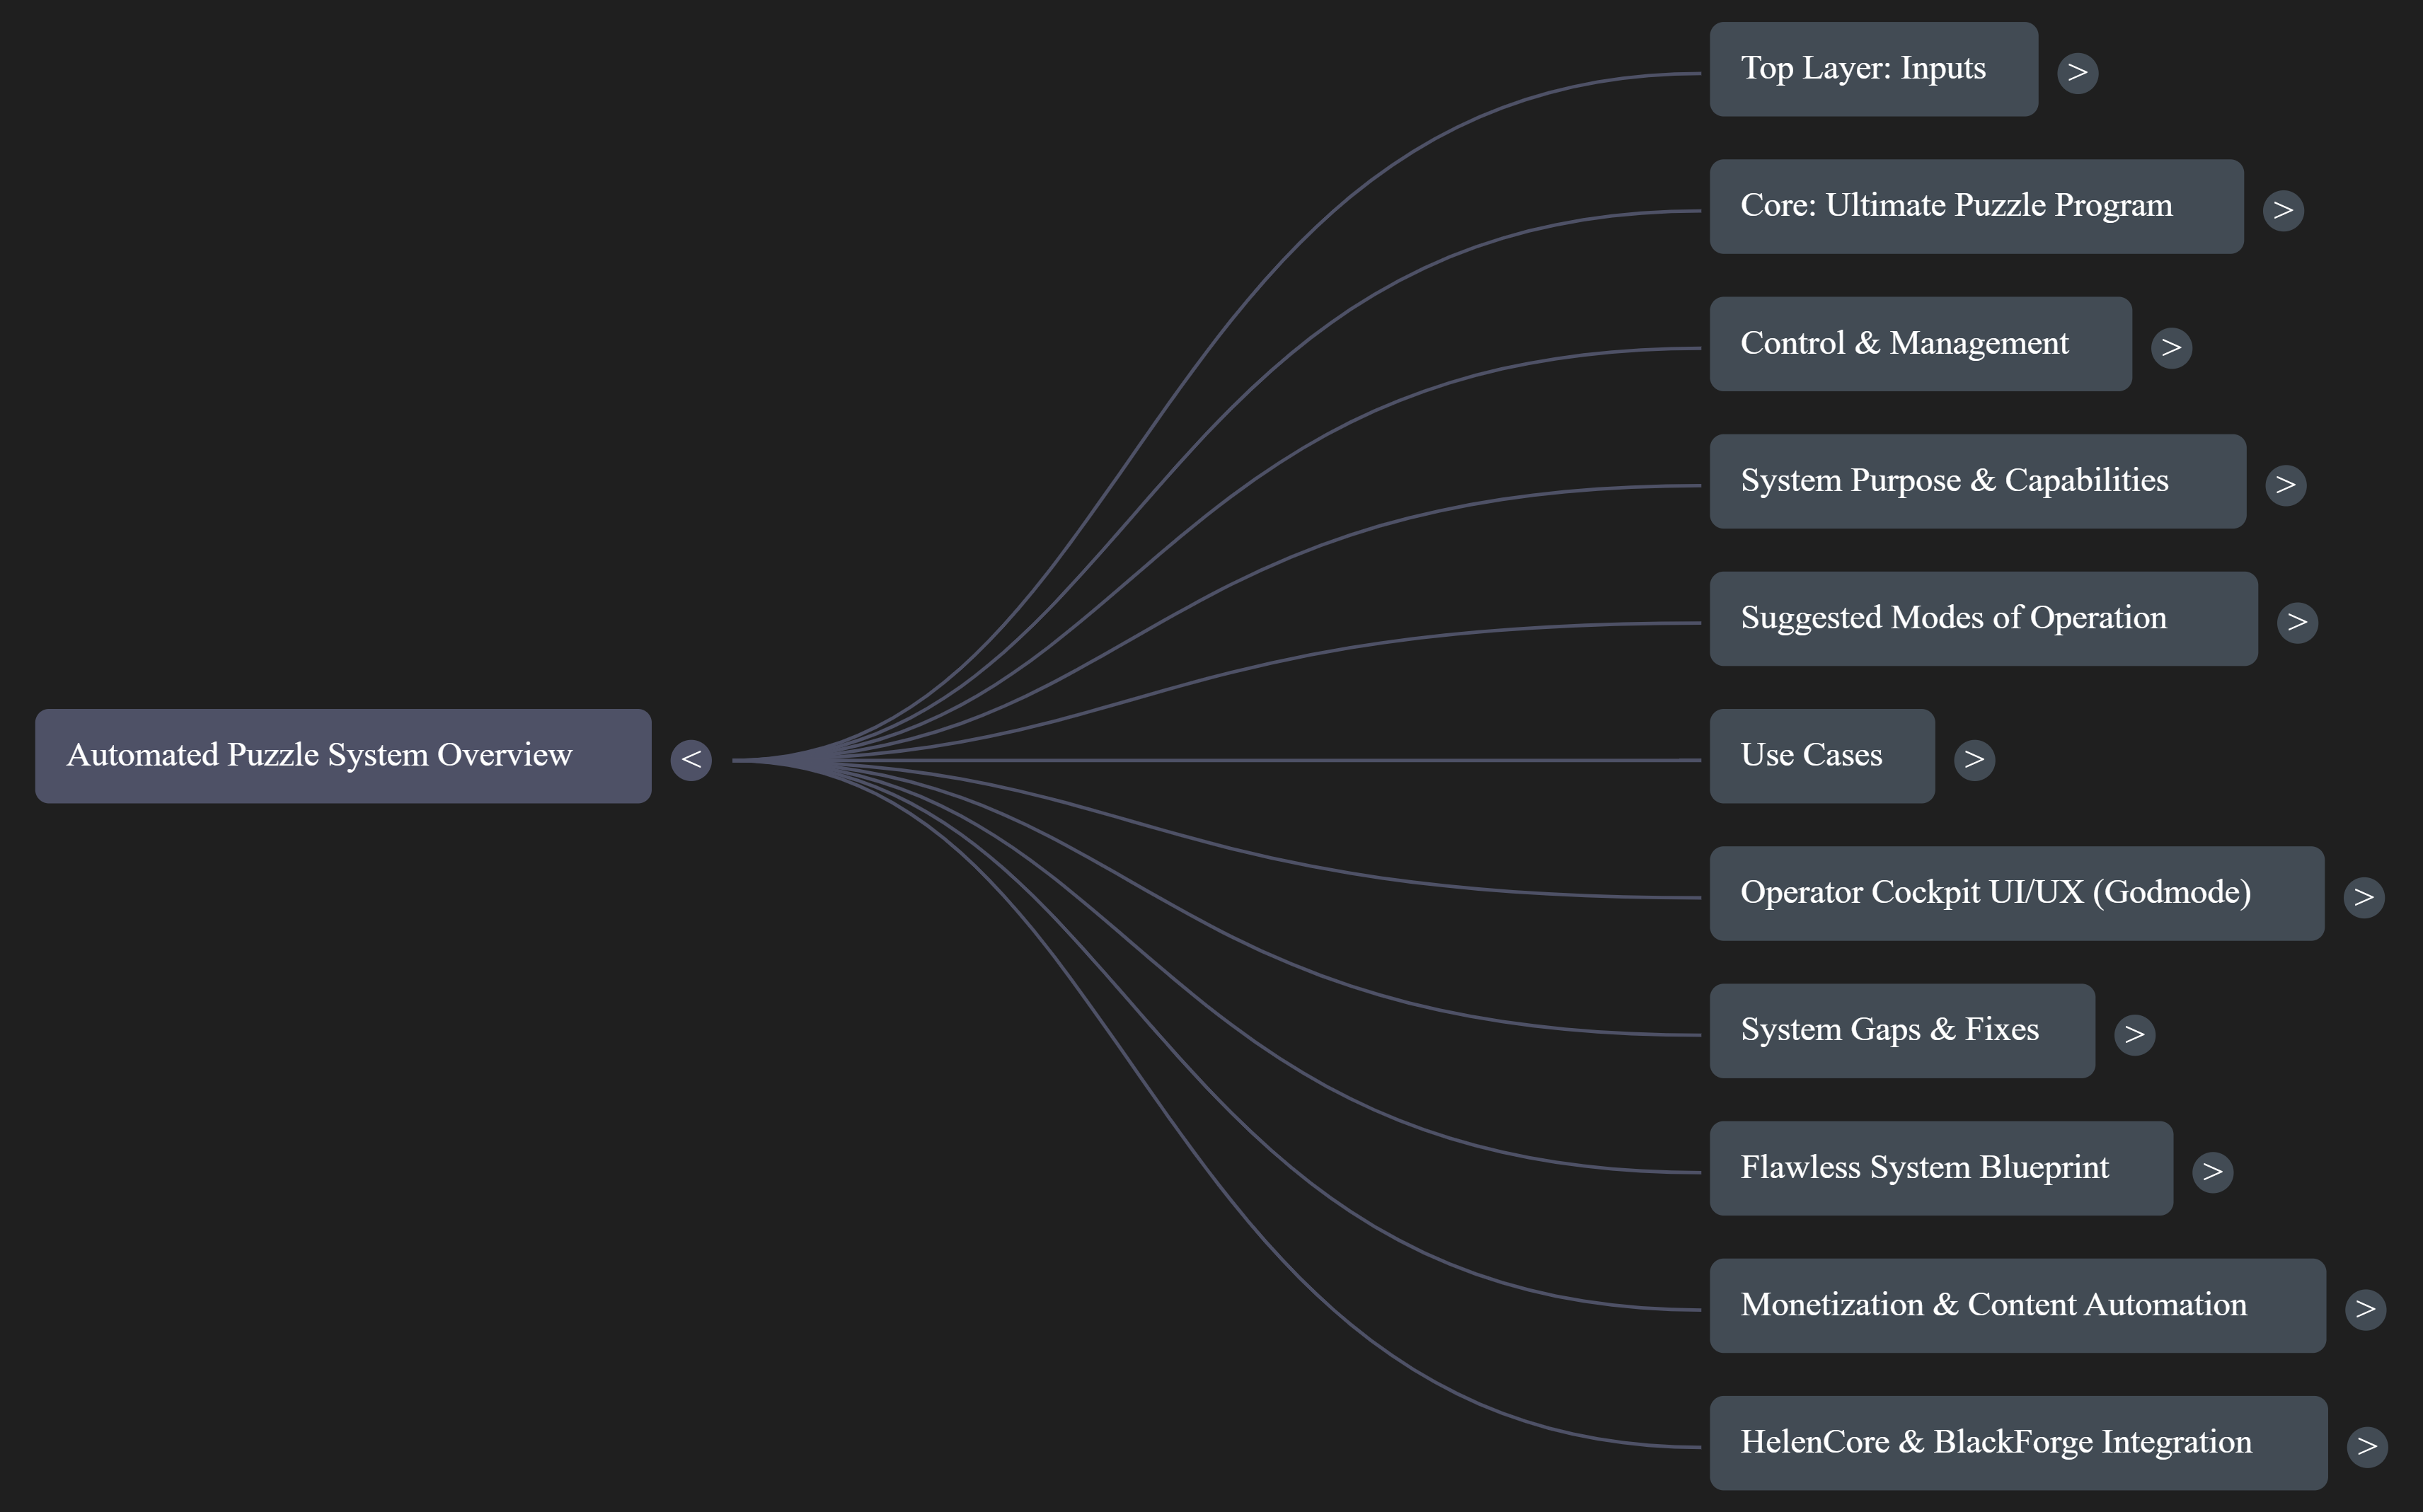 Top Layer: Inputs >
Core: Ultimate Puzzle Program >
Control & Management >
System Purpose & Capabilities >
Suggested Modes of Operation >
Automated Puzzle System Overview <
Use Cases >
Operator Cockpit UI/UX (Godmode) >
System Gaps & Fixes >
Flawless System Blueprint >
Monetization & Content Automation >
HelenCore & BlackForge Integration >